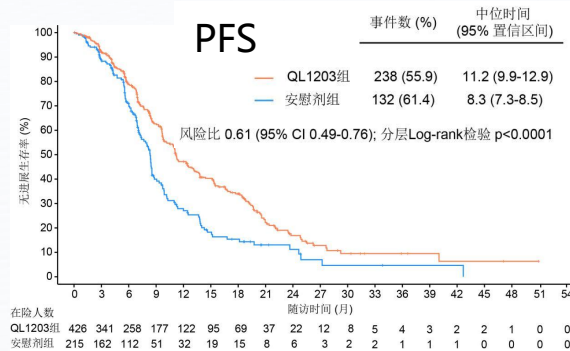 PFS
事件数 (%) 中位时间
(95% 置信区间)
QL1203组 238 (55.9) 11.2 (9.9-12.9)
安慰剂组 132 (61.4) 8.3 (7.3-8.5)
风险比 0.61 (95% CI 0.49-0.76); 分层Log-rank检验 p<0.0001
无进展生存率 (%)
100
90
80
70
60
50
40
30
20
10
0
0 3 6 9 12 15 18 21 24 27 30 33 36 39 42 45 48 51 54
随访时间 (月)
在险人数
QL1203组 426 341 258 177 122 95 69 37 22 12 8 5 4 3 2 2 1 0 0
安慰剂组 215 162 112 51 32 19 15 8 6 3 2 2 1 1 1 0 0 0 0